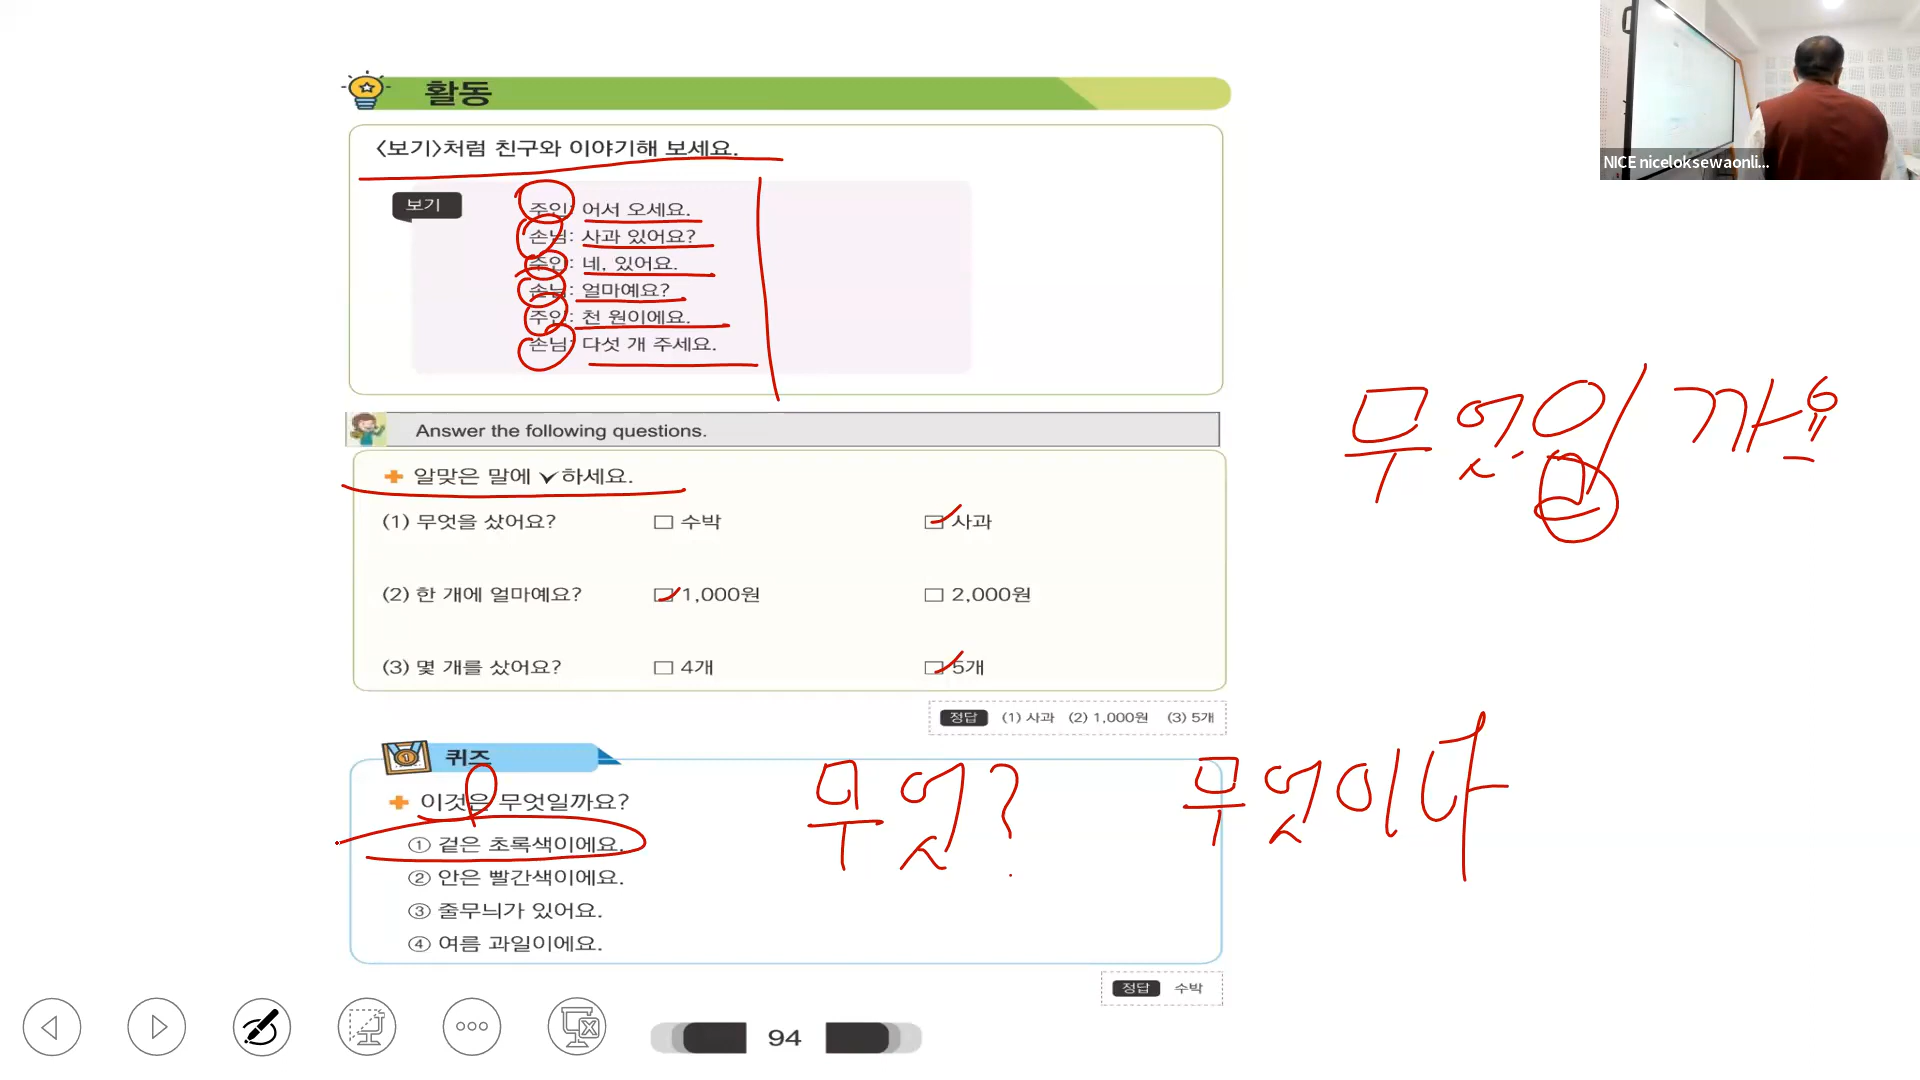 활동
<보기>처럼 친구와 이야기해 보세요.
보기
주인: 어서 오세요.
손님: 사과 있어요?
주인: 네, 있어요.
손님: 얼마예요?
주인: 천 원이에요.
손님: 다섯 개 주세요.
Answer the following questions.
알맞은 말에 ✓하세요.
(1) 무엇을 샀어요? □ 수박 □ 사과
(2) 한 개에 얼마예요? □ 1,000원 □ 2,000원
(3) 몇 개를 샀어요? □ 4개 □ 5개
정답 (1) 사과 (2) 1,000원 (3) 5개
퀴즈
이것은 무엇일까요?
① 겉은 초록색이에요.
② 안은 빨간색이에요.
③ 줄무늬가 있어요.
④ 여름 과일이에요.
정답 수박
94
무엇일까요
무엇?
무엇이다
NICE niceloksewaonli...